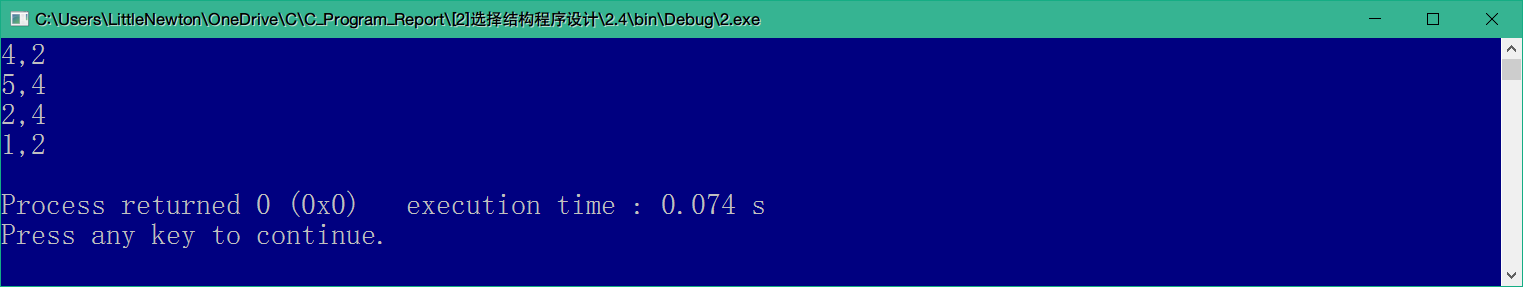 C:\Users\LittleNewton\OneDrive\C\C_Program_Report\[2]选择结构程序设计\2.4\bin\Debug\2.exe
4,2
5,4
2,4
1,2
Process returned 0 (0x0)   execution time : 0.074 s
Press any key to continue.